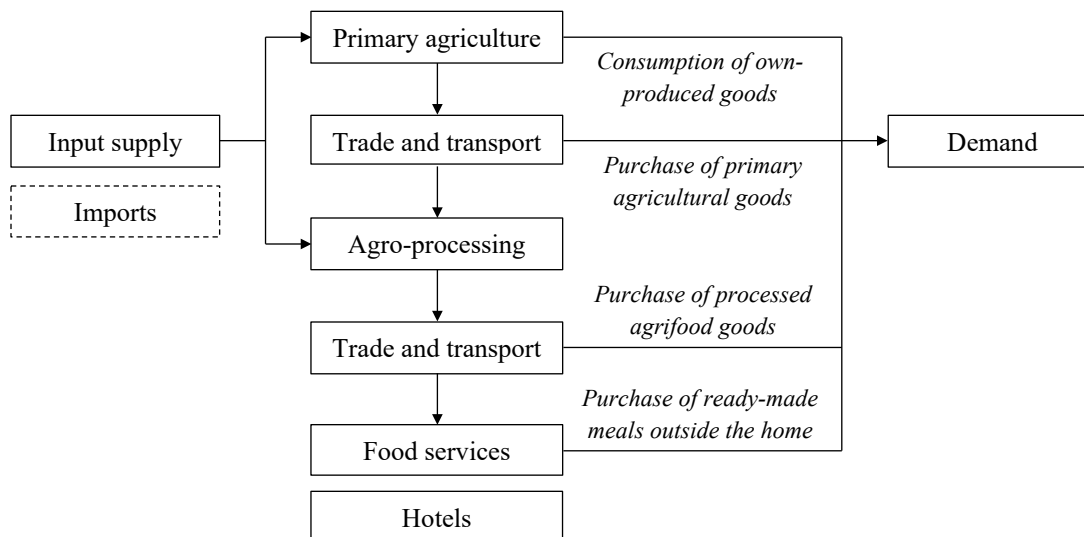 Primary agriculture
Consumption of own-
produced goods
Input supply
Trade and transport
Demand
Purchase of primary
agricultural goods
Imports
Agro-processing
Purchase of processed
agrifood goods
Trade and transport
Purchase of ready-made
meals outside the home
Food services
Hotels